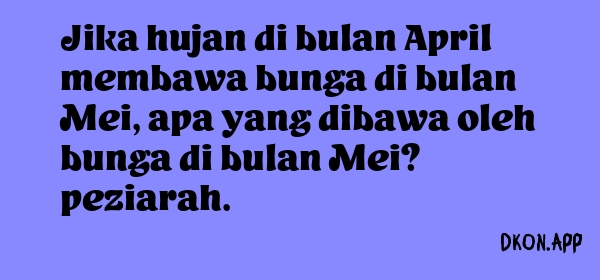 Jika hujan di bulan April
membawa bunga di bulan
Mei, apa yang dibawa oleh
bunga di bulan Mei?
peziarah.
DKON.APP